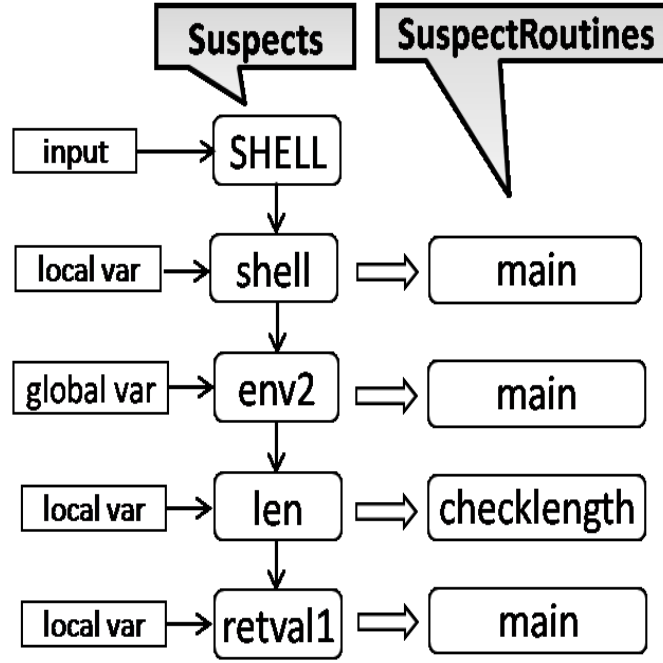 Suspects
SuspectRoutines
input
SHELL
local var
shell
main
global var
env2
main
local var
len
checklength
local var
retval1
main